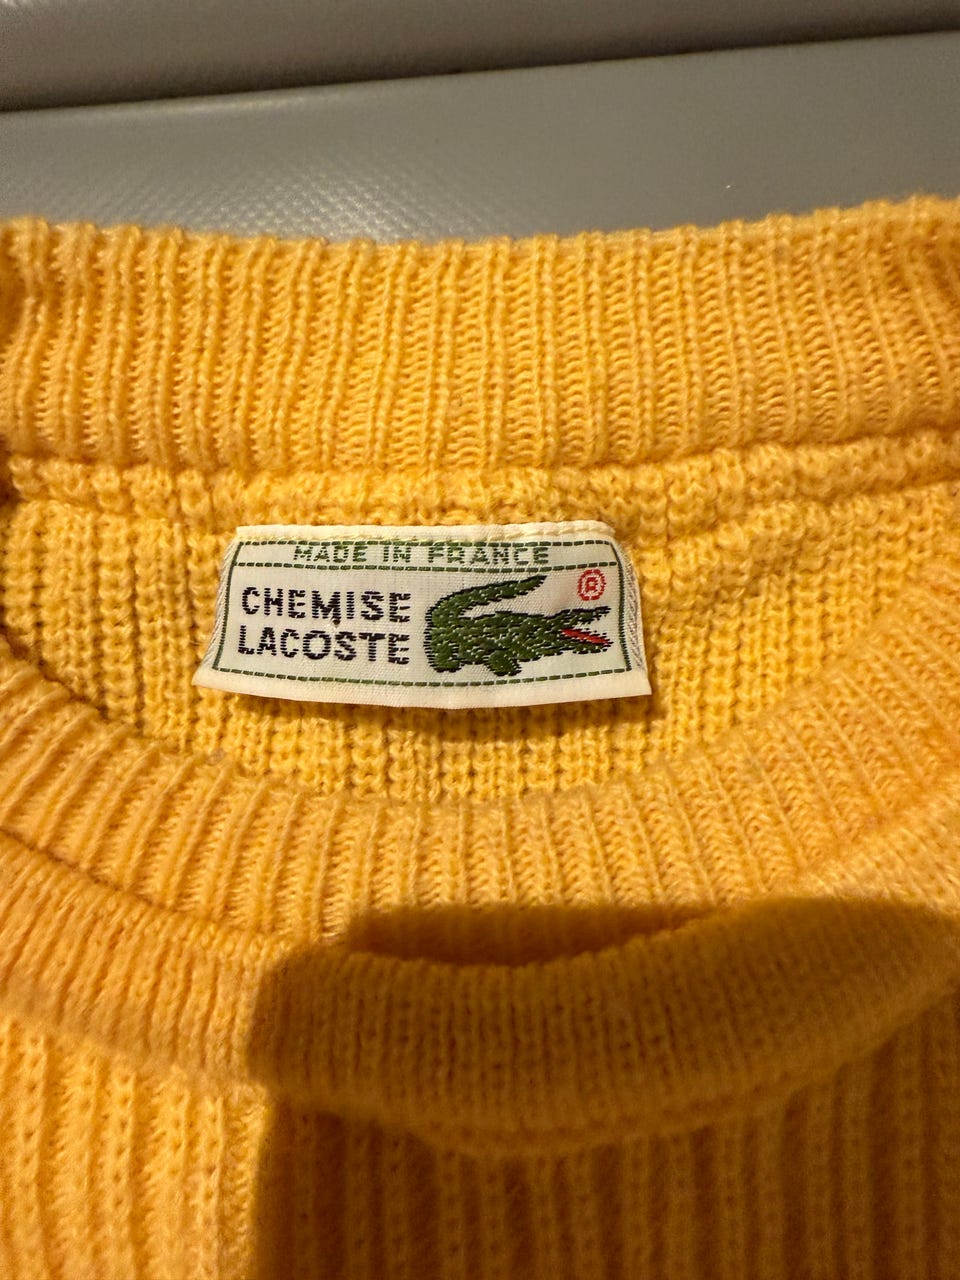 MADE IN FRANCE
CHEMISE
LACOSTE
®